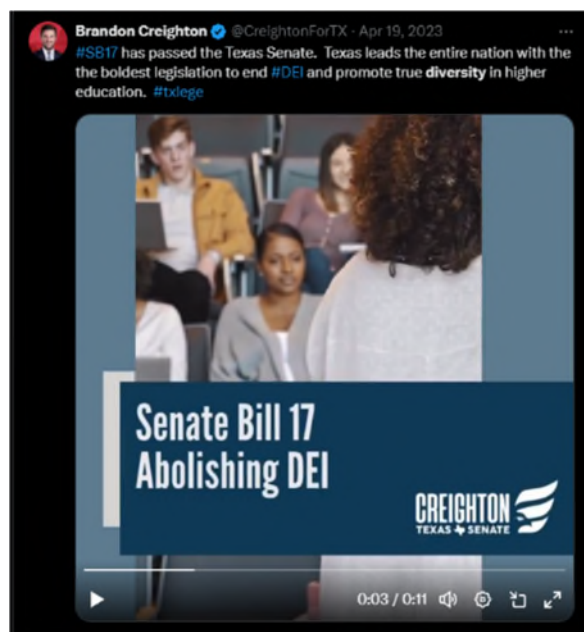 Brandon Creighton @CreightonForTX · Apr 19, 2023
#SB17 has passed the Texas Senate. Texas leads the entire nation with the
the boldest legislation to end #DEI and promote true diversity in higher
education. #txlege
Senate Bill 17
Abolishing DEI
CREIGHTON
TEXAS SENATE
0:03 / 0:11